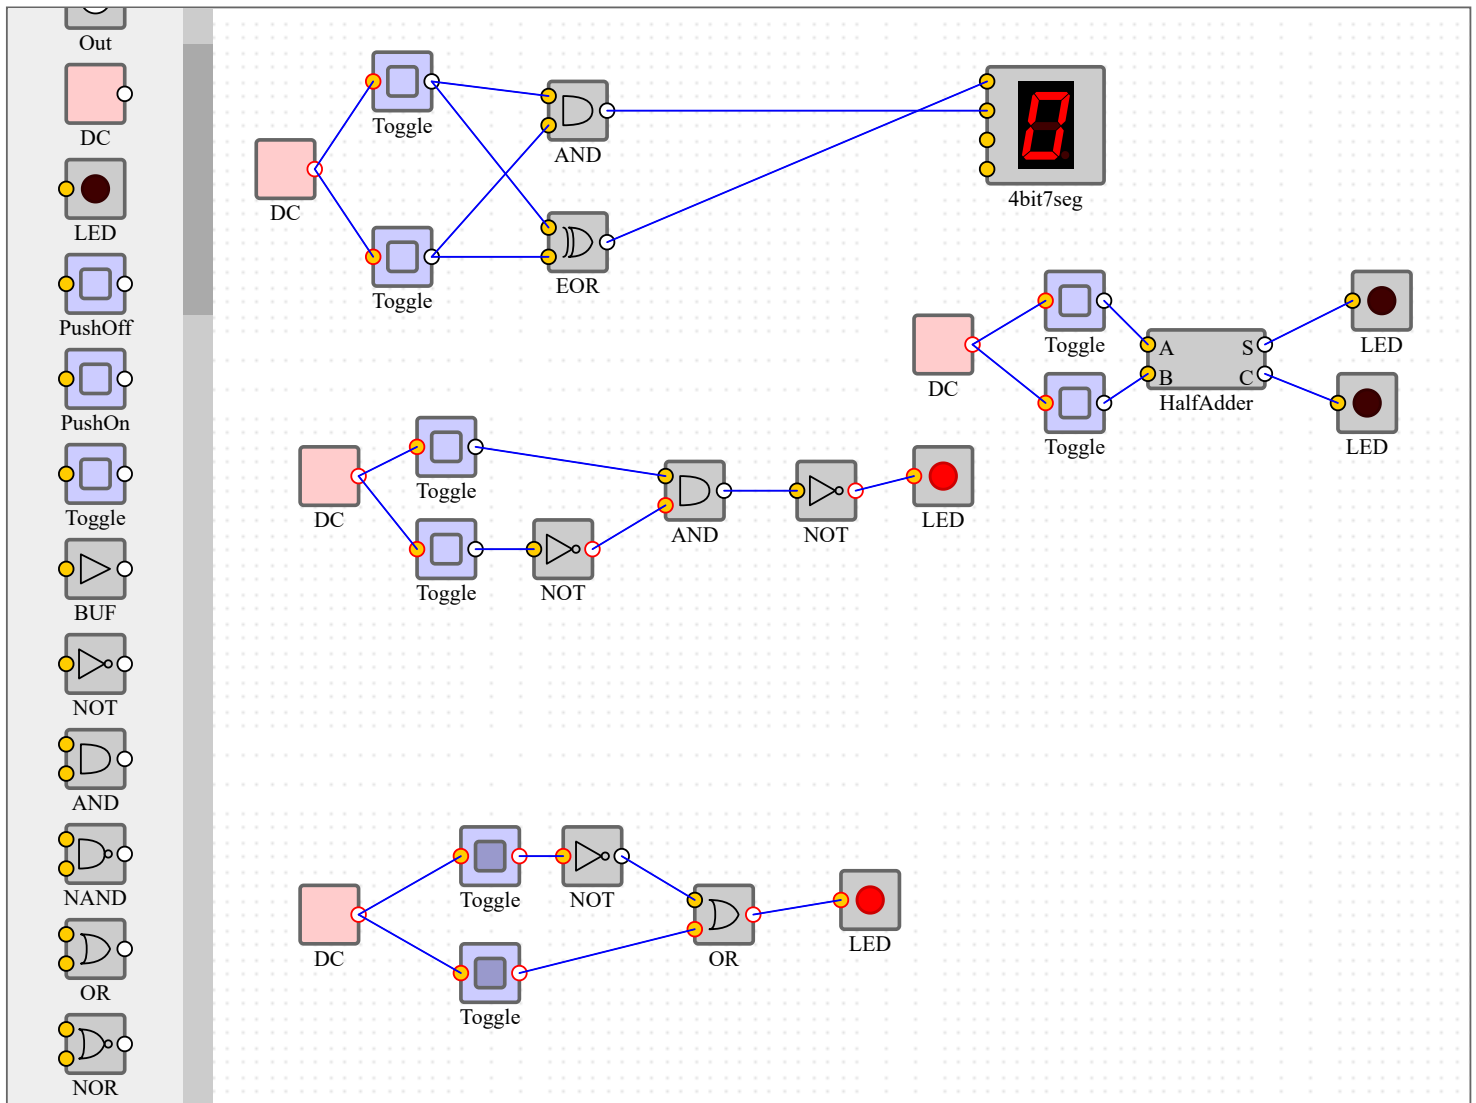 Out
DC
LED
PushOff
PushOn
Toggle
BUF
NOT
AND
NAND
OR
NOR
Toggle
DC
Toggle
AND
EOR
4bit7seg
0
DC
Toggle
Toggle
A
B
S
C
HalfAdder
LED
LED
DC
Toggle
Toggle
NOT
AND
NOT
LED
DC
Toggle
NOT
Toggle
OR
LED